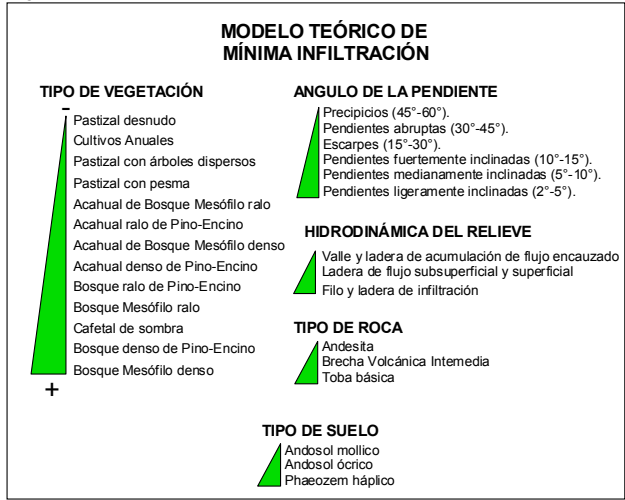 MODELO TEÓRICO DE
MÍNIMA INFILTRACIÓN
TIPO DE VEGETACIÓN
-
Pastizal desnudo
Cultivos Anuales
Pastizal con árboles dispersos
Pastizal con pesma
Acahual de Bosque Mesófilo ralo
Acahual ralo de Pino-Encino
Acahual de Bosque Mesófilo denso
Acahual denso de Pino-Encino
Bosque ralo de Pino-Encino
Bosque Mesófilo ralo
Cafetal de sombra
Bosque denso de Pino-Encino
Bosque Mesófilo denso
+
ANGULO DE LA PENDIENTE
Precipicios (45°-60°).
Pendientes abruptas (30°-45°).
Escarpes (15°-30°).
Pendientes fuertemente inclinadas (10°-15°).
Pendientes medianamente inclinadas (5°-10°).
Pendientes ligeramente inclinadas (2°-5°).
HIDRODINÁMICA DEL RELIEVE
Valle y ladera de acumulación de flujo encauzado
Ladera de flujo subsuperficial y superficial
Filo y ladera de infiltración
TIPO DE ROCA
Andesita
Brecha Volcánica Intemedia
Toba básica
TIPO DE SUELO
Andosol mollico
Andosol ócrico
Phaeozem háplico